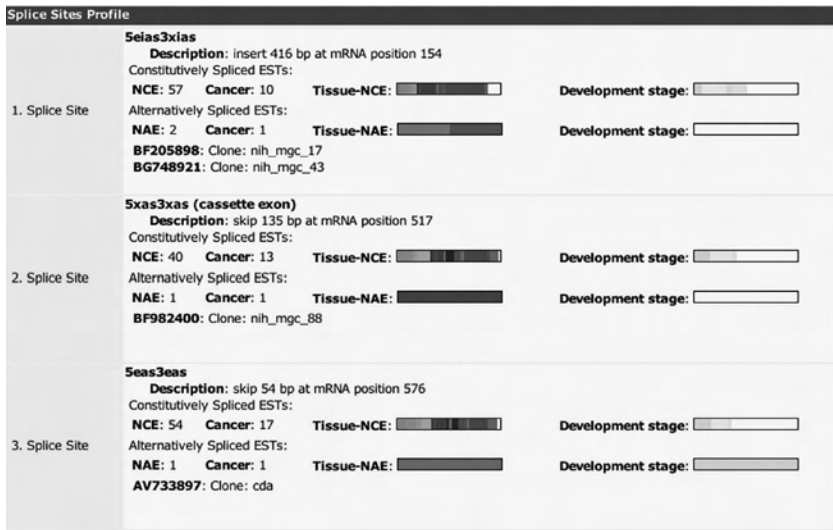 Splice Sites Profile
1. Splice Site
5eias3xias
Description: insert 416 bp at mRNA position 154
Constitutively Spliced ESTs:
NCE: 57 Cancer: 10 Tissue-NCE: Development stage:
Alternatively Spliced ESTs:
NAE: 2 Cancer: 1 Tissue-NAE: Development stage:
BF205898: Clone: nih_mgc_17
BG748921: Clone: nih_mgc_43
2. Splice Site
5xas3xas (cassette exon)
Description: skip 135 bp at mRNA position 517
Constitutively Spliced ESTs:
NCE: 40 Cancer: 13 Tissue-NCE: Development stage:
Alternatively Spliced ESTs:
NAE: 1 Cancer: 1 Tissue-NAE: Development stage:
BF982400: Clone: nih_mgc_88
3. Splice Site
5eas3eas
Description: skip 54 bp at mRNA position 576
Constitutively Spliced ESTs:
NCE: 54 Cancer: 17 Tissue-NCE: Development stage:
Alternatively Spliced ESTs:
NAE: 1 Cancer: 1 Tissue-NAE: Development stage:
AV733897: Clone: cda